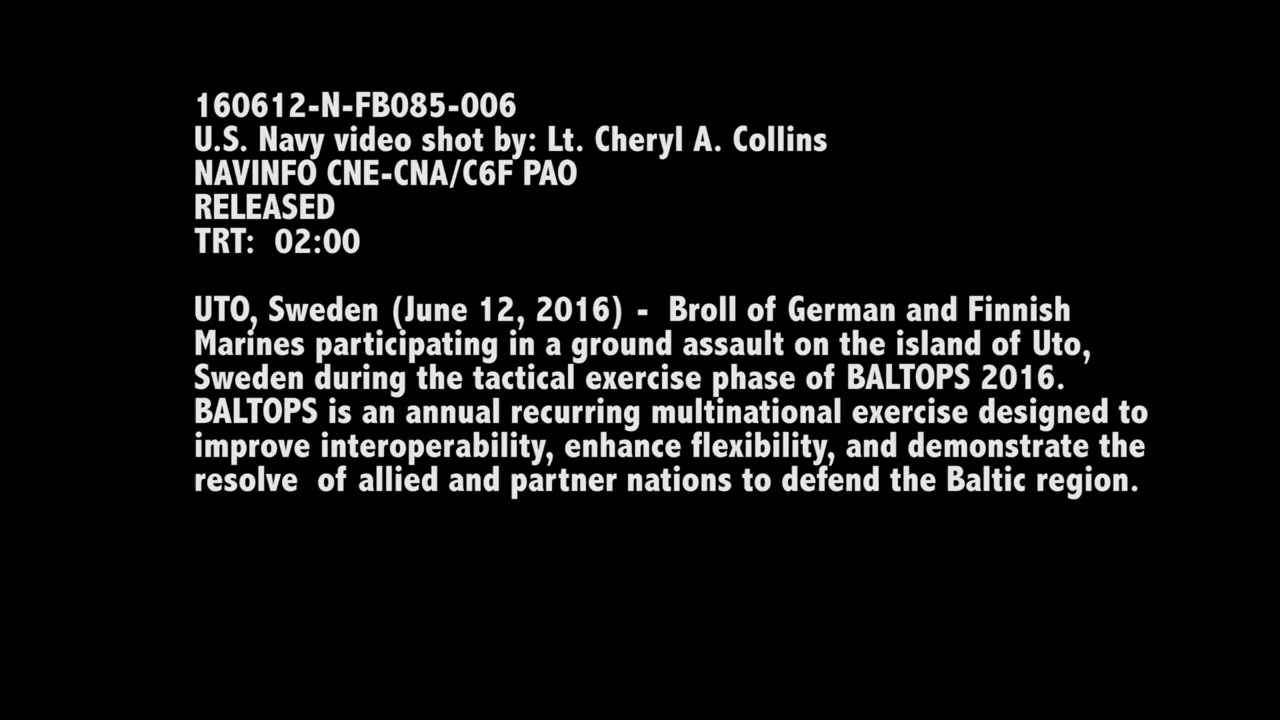 160612-N-FB085-006
U.S. Navy video shot by: Lt. Cheryl A. Collins
NAVINFO CNE-CNA/C6F PAO
RELEASED
TRT:  02:00
UTO, Sweden (June 12, 2016) -  Broll of German and Finnish
Marines participating in a ground assault on the island of Uto,
Sweden during the tactical exercise phase of BALTOPS 2016.
BALTOPS is an annual recurring multinational exercise designed to
improve interoperability, enhance flexibility, and demonstrate the
resolve  of allied and partner nations to defend the Baltic region.